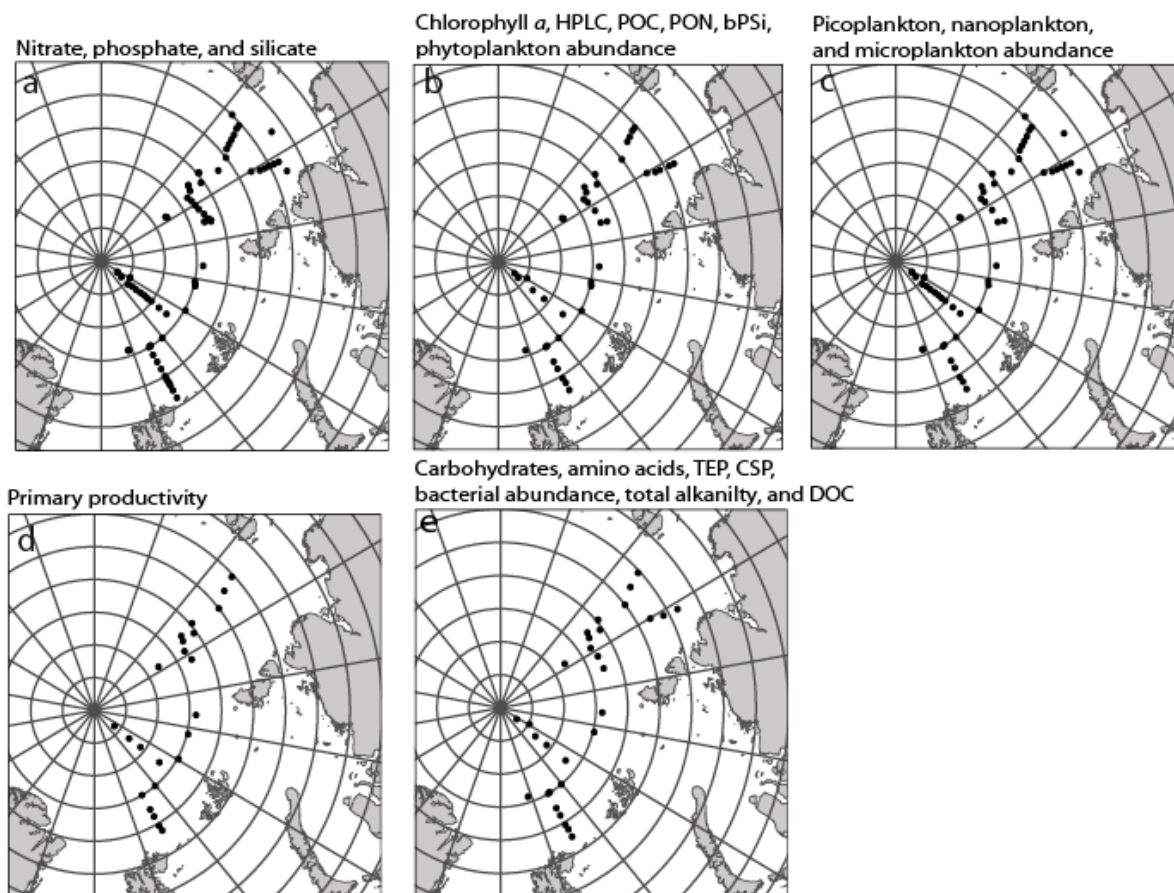 Nitrate, phosphate, and silicate
a
Chlorophyll a, HPLC, POC, PON, bPSi,
phytoplankton abundance
b
Picoplankton, nanoplankton,
and microplankton abundance
c
Primary productivity
d
Carbohydrates, amino acids, TEP, CSP,
bacterial abundance, total alkanilty, and DOC
e